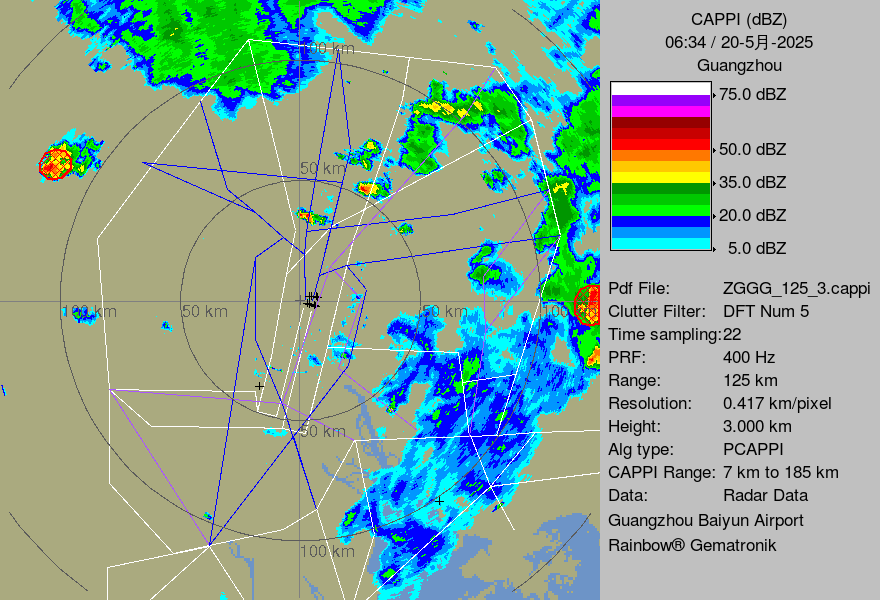 CAPPI (dBZ)
06:34 / 20-5月-2025
Guangzhou
75.0 dBZ
50.0 dBZ
35.0 dBZ
20.0 dBZ
5.0 dBZ
Pdf File: ZGGG_125_3.cappi
Clutter Filter: DFT Num 5
Time sampling:22
PRF: 400 Hz
Range: 125 km
Resolution: 0.417 km/pixel
Height: 3.000 km
Alg type: PCAPPI
CAPPI Range: 7 km to 185 km
Data: Radar Data
Guangzhou Baiyun Airport
Rainbow® Gematronik
100 km
50 km
100 km
50 km
50 km
100 km
50 km
100 km